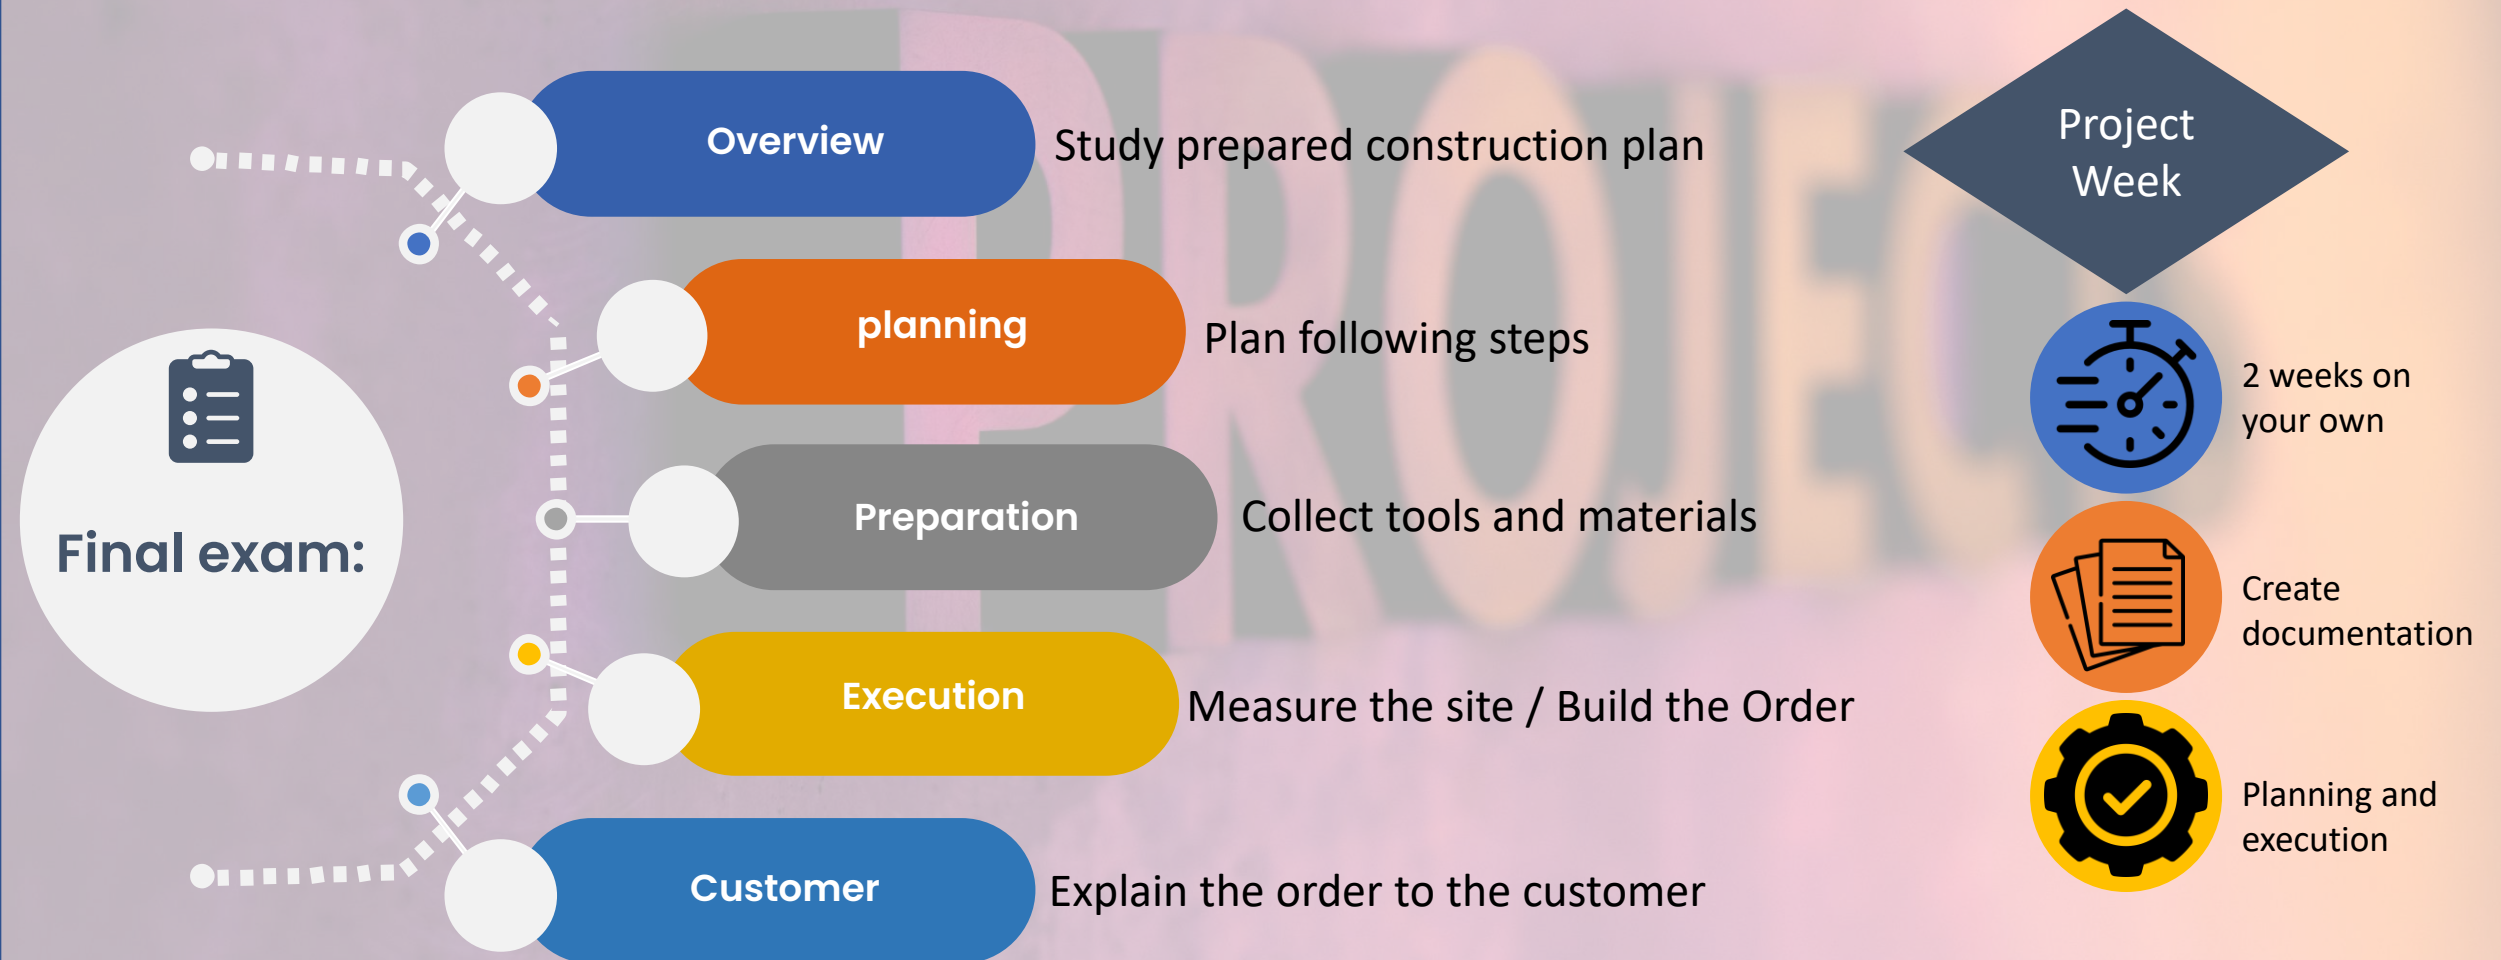 Final exam:
Overview
Study prepared construction plan
planning
Plan following steps
Preparation
Collect tools and materials
Execution
Measure the site / Build the Order
Customer
Explain the order to the customer
Project
Week
2 weeks on
your own
Create
documentation
Planning and
execution
PROJECT